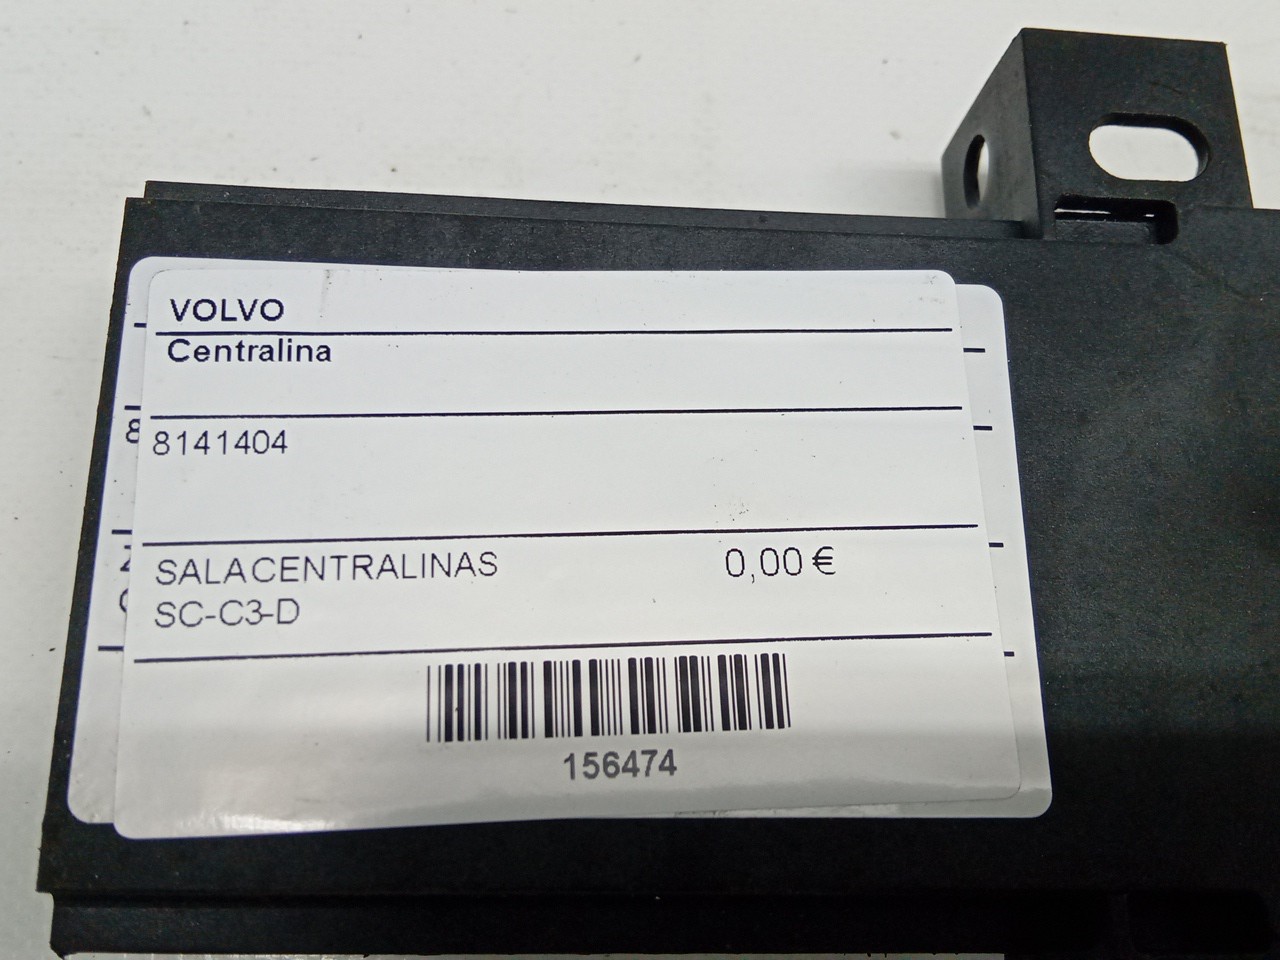 VOLVO
Centralina
8141404
SALACENTRALINAS 0,00 €
SC-C3-D
156474